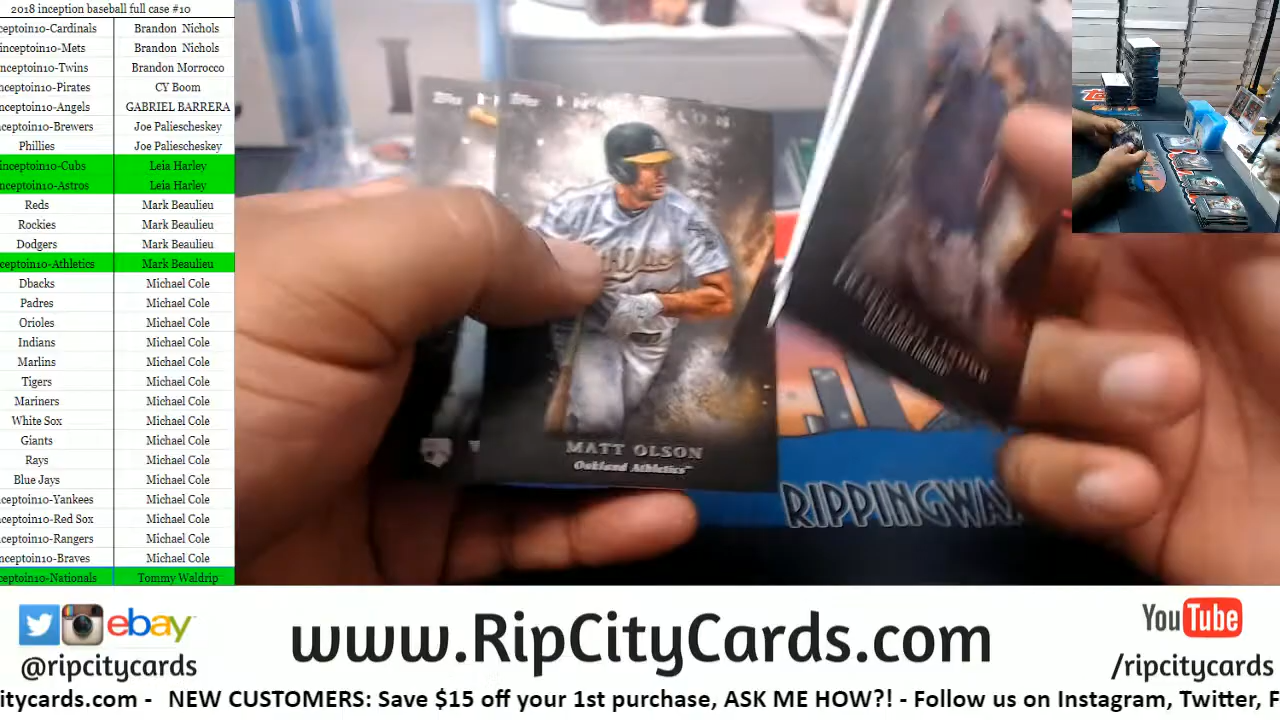 2018 inception baseball full case #10
ceptoin10-Cardinals Brandon Nichols
nceptoin10-Mets Brandon Nichols
nceptoin10-Twins Brandon Morrocco
nceptoin10-Pirates CY Boom
nceptoin10-Angels GABRIEL BARRERA
nceptoin10-Brewers Joe Paliescheskey
Phillies Joe Paliescheskey
inceptoin10-Cubs Leia Harley
nceptoin10-Astros Leia Harley
Reds Mark Beaulieu
Rockies Mark Beaulieu
Dodgers Mark Beaulieu
ceptoin10-Athletics Mark Beaulieu
Dbacks Michael Cole
Padres Michael Cole
Orioles Michael Cole
Indians Michael Cole
Marlins Michael Cole
Tigers Michael Cole
Mariners Michael Cole
White Sox Michael Cole
Giants Michael Cole
Rays Michael Cole
Blue Jays Michael Cole
nceptoin10-Yankees Michael Cole
nceptoin10-Red Sox Michael Cole
nceptoin10-Rangers Michael Cole
nceptoin10-Braves Michael Cole
ceptoin10-Nationals Tommy Waldrip
MATT OLSON
Oakland Athletics™
RIPPINGWA
ebay
@ripcitycards
www.RipCityCards.com
YouTube
/ripcitycards
citycards.com - NEW CUSTOMERS: Save $15 off your 1st purchase, ASK ME HOW?! - Follow us on Instagram, Twitter, F